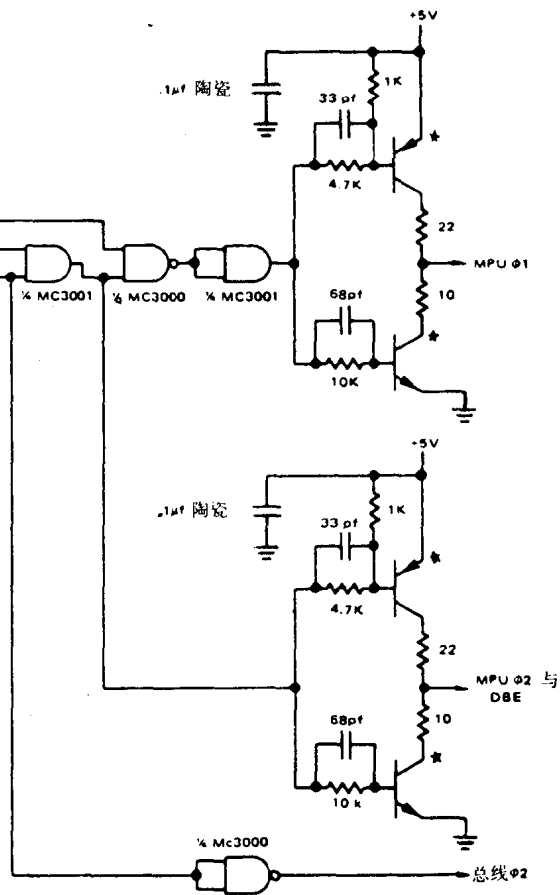 +5V
.1μf 陶瓷
1K
33 pf
★
4.7K
22
MPU Φ1
¼ MC3001
¼ MC3000
¼ MC3001
68pf
10
★
10K
+5V
.1μf 陶瓷
1K
33 pf
★
4.7K
22
MPU Φ2 与
DBE
68pf
10
★
10k
¼ Mc3000
总线Φ2